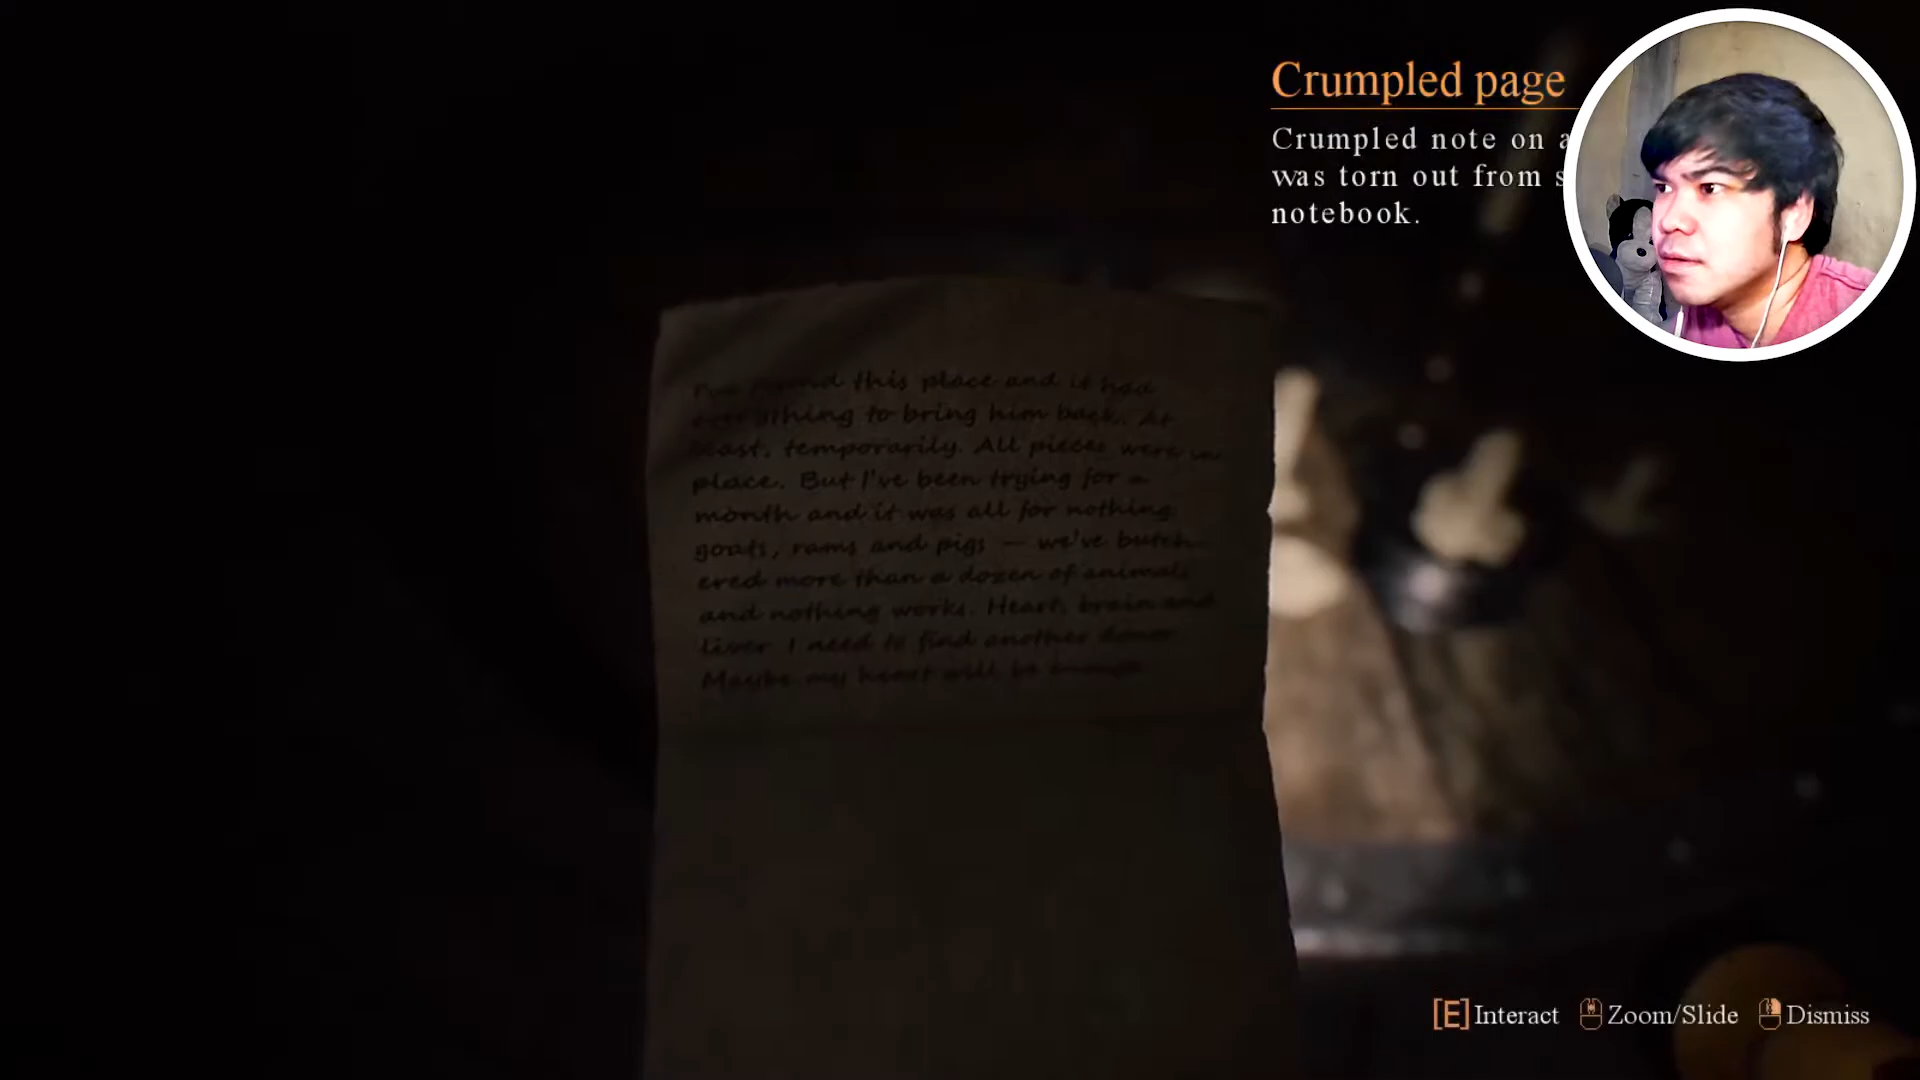 Crumpled page
Crumpled note on a
was torn out from s
notebook.
this place and it had
to bring him back. At
least, temporarily. All pieces were in
place. But I've been trying for a
month and it was all for nothing
goats, rams and pigs — we've butch-
ered more than a dozen of animals
and nothing works. Heart, brain and
liver I need to find another donor
Maybe my heart will be enough
[E] Interact Zoom/Slide Dismiss